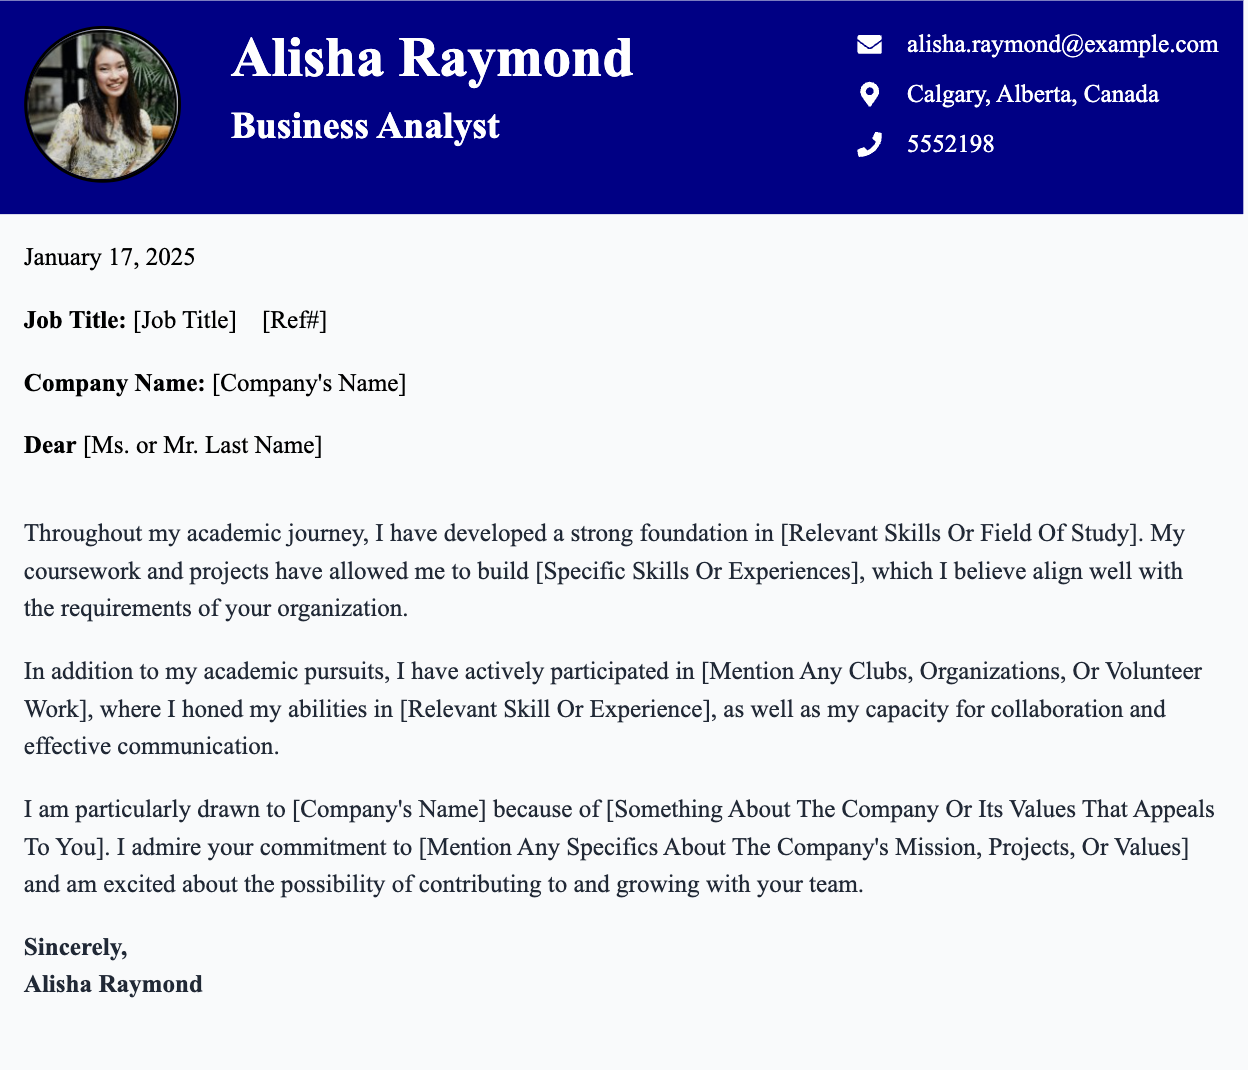 Alisha Raymond
Business Analyst
alisha.raymond@example.com
Calgary, Alberta, Canada
5552198
January 17, 2025
Job Title: [Job Title] [Ref#]
Company Name: [Company's Name]
Dear [Ms. or Mr. Last Name]
Throughout my academic journey, I have developed a strong foundation in [Relevant Skills Or Field Of Study]. My
coursework and projects have allowed me to build [Specific Skills Or Experiences], which I believe align well with
the requirements of your organization.
In addition to my academic pursuits, I have actively participated in [Mention Any Clubs, Organizations, Or Volunteer
Work], where I honed my abilities in [Relevant Skill Or Experience], as well as my capacity for collaboration and
effective communication.
I am particularly drawn to [Company's Name] because of [Something About The Company Or Its Values That Appeals
To You]. I admire your commitment to [Mention Any Specifics About The Company's Mission, Projects, Or Values]
and am excited about the possibility of contributing to and growing with your team.
Sincerely,
Alisha Raymond